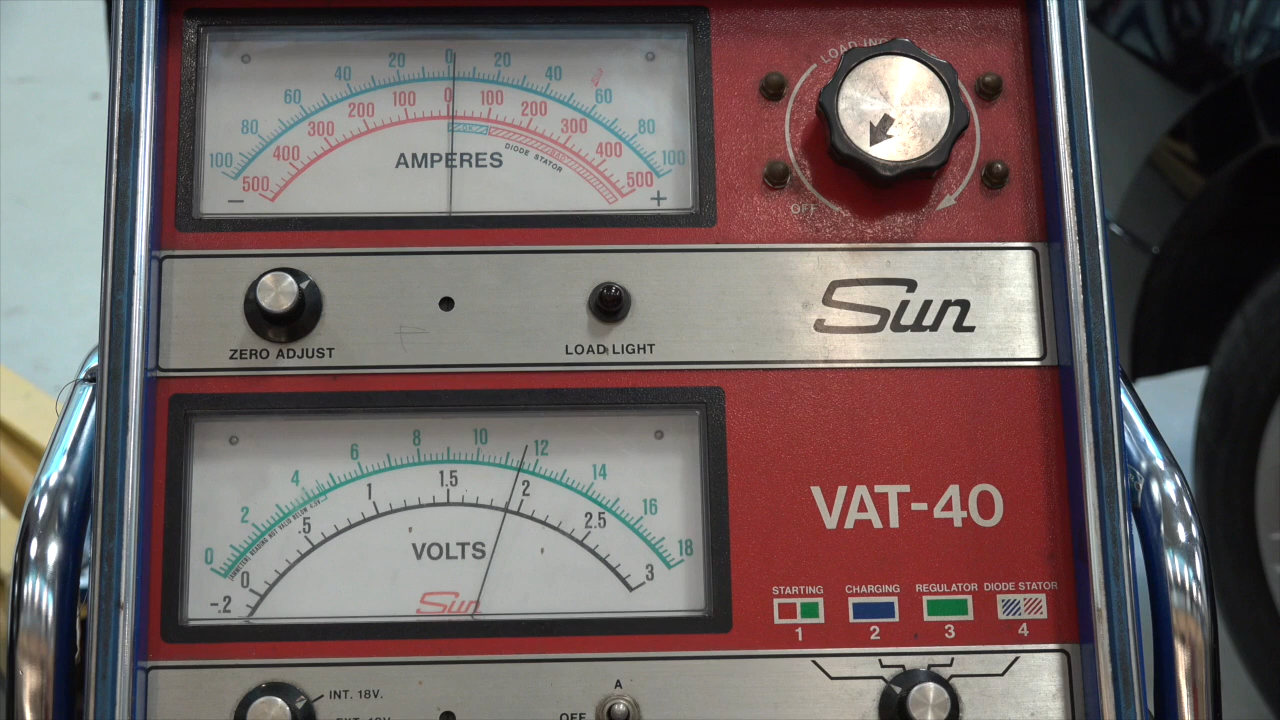 LOAD INC
20 0 20
40 40
60 60
80 80
100 100
100 0 100
200 200
300 300
400 400
500 500
AMPERES
DIODE STATOR
− +
OFF
Sun
ZERO ADJUST
LOAD LIGHT
0 2 4 6 8 10 12 14 16 18
-.2 0 .5 1 1.5 2 2.5 3
VOLTS
Sun
VAT-40
STARTING CHARGING REGULATOR DIODE STATOR
1 2 3 4
INT. 18V.
A
OFF